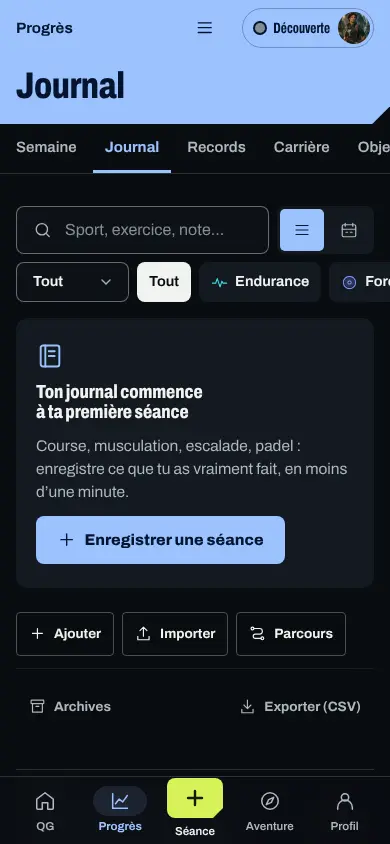 Progrès
Découverte
Journal
Semaine Journal Records Carrière Obje
Sport, exercice, note...
Tout Tout Endurance Forc
Ton journal commence
à ta première séance
Course, musculation, escalade, padel :
enregistre ce que tu as vraiment fait, en moins
d'une minute.
Enregistrer une séance
Ajouter Importer Parcours
Archives Exporter (CSV)
QG Progrès Séance Aventure Profil